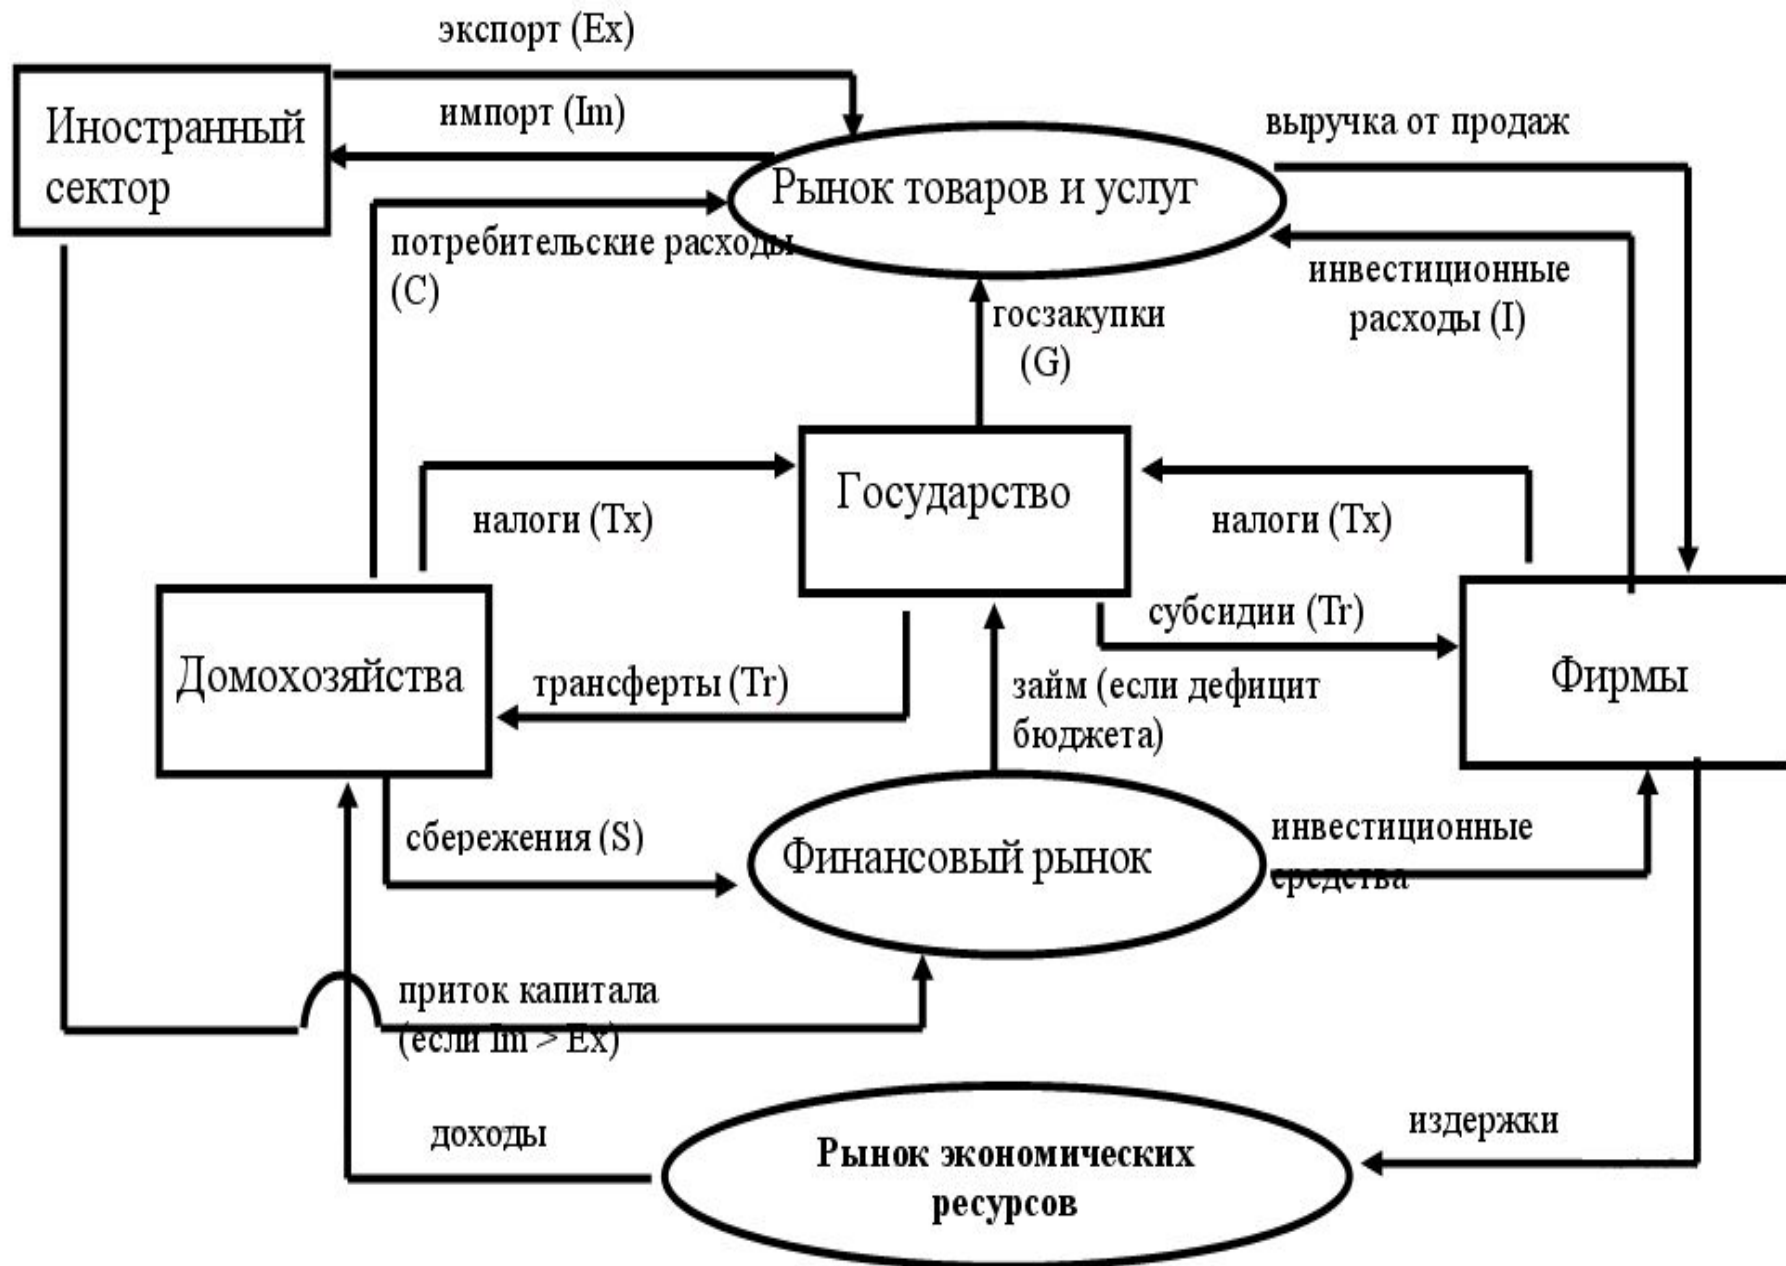 экспорт (Ex)
Иностранный
сектор
импорт (Im)
выручка от продаж
Рынок товаров и услуг
потребительские расходы
(C)
инвестиционные
расходы (I)
госзакупки
(G)
Государство
налоги (Tx)
налоги (Tx)
субсидии (Tr)
Домохозяйства
трансферты (Tr)
займ (если дефицит
бюджета)
Фирмы
сбережения (S)
Финансовый рынок
инвестиционные
средства
приток капитала
(если Im > Ex)
доходы
издержки
Рынок экономических
ресурсов